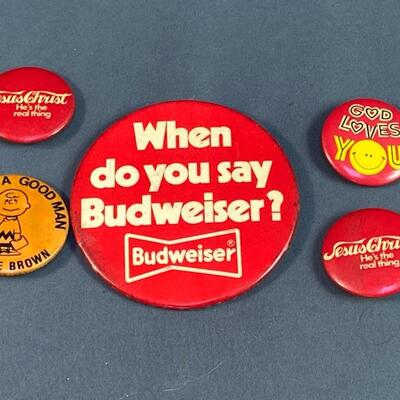 JesusChrist
He's the
real thing
A GOOD MAN
BROWN
When
do you say
Budweiser?
Budweiser®
GOD
LOVES
YOU
JesusChrist
He's the
real thing